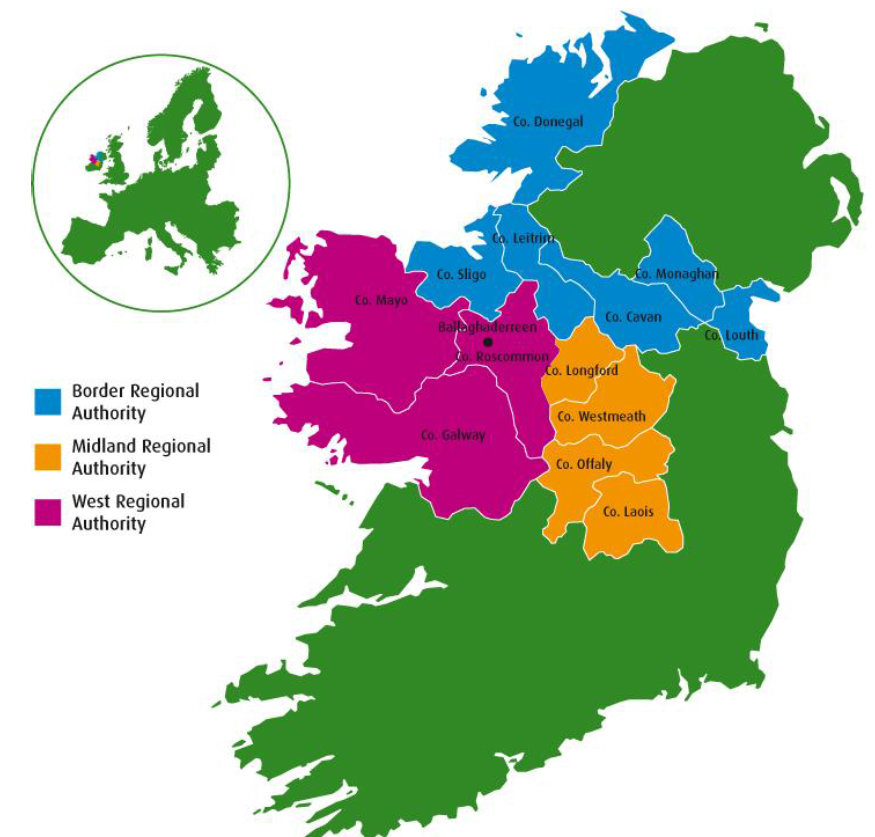 Co. Donegal
Co. Leitrim
Co. Sligo
Co. Monaghan
Co. Mayo
Co. Cavan
Ballaghaderreen
Co. Louth
Co. Roscommon
Co. Longford
Co. Westmeath
Co. Galway
Co. Offaly
Co. Laois
Border Regional
Authority
Midland Regional
Authority
West Regional
Authority